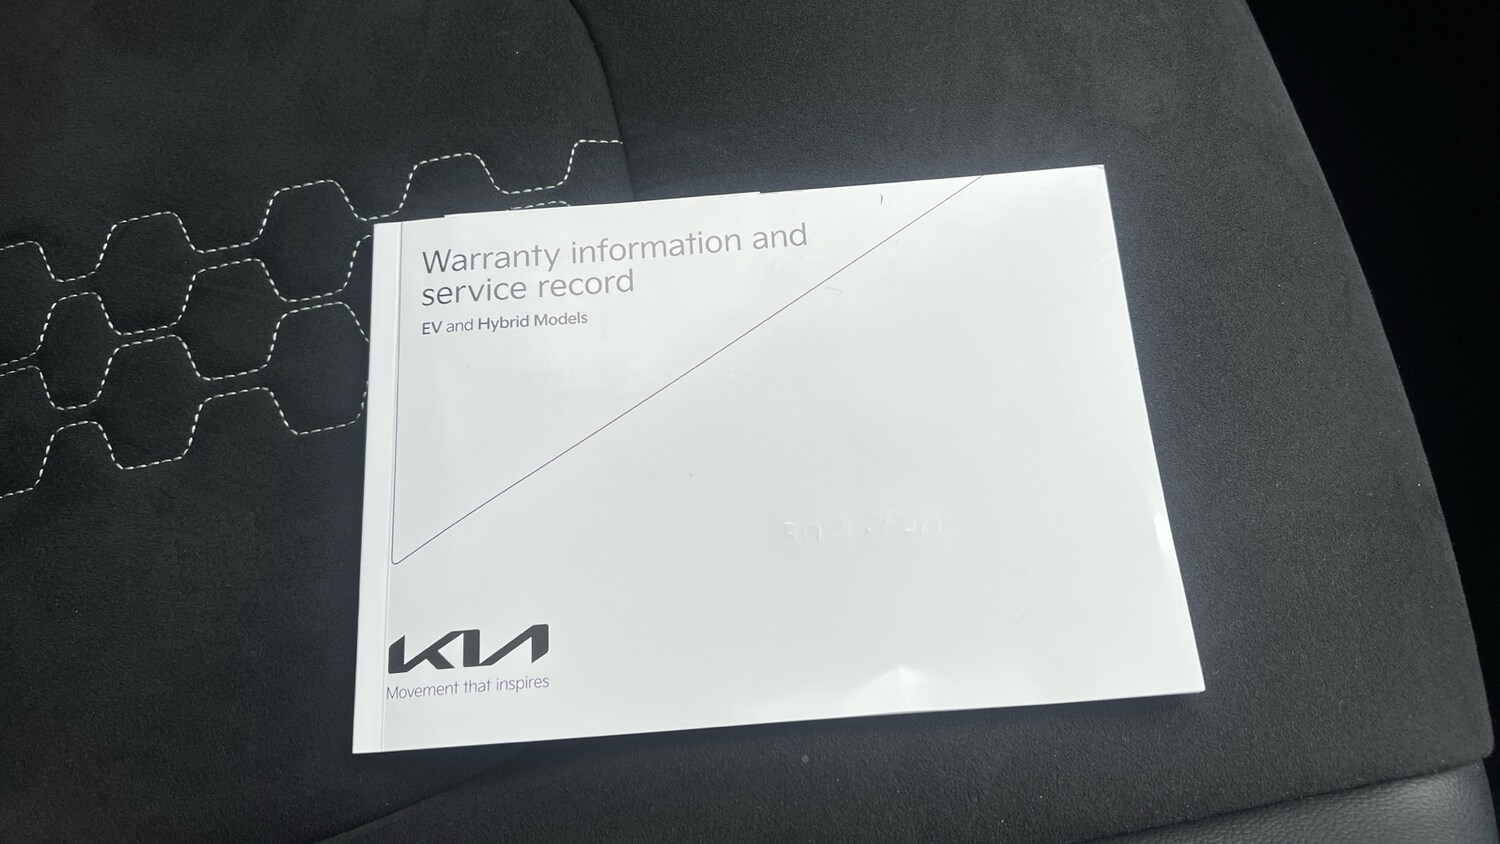 Warranty information and
service record
EV and Hybrid Models
KIA
Movement that inspires